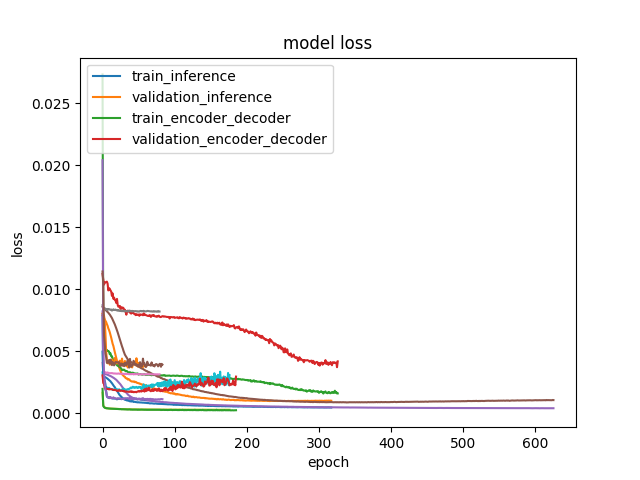 model loss
train_inference
validation_inference
train_encoder_decoder
validation_encoder_decoder
loss
0.025
0.020
0.015
0.010
0.005
0.000
0 100 200 300 400 500 600
epoch